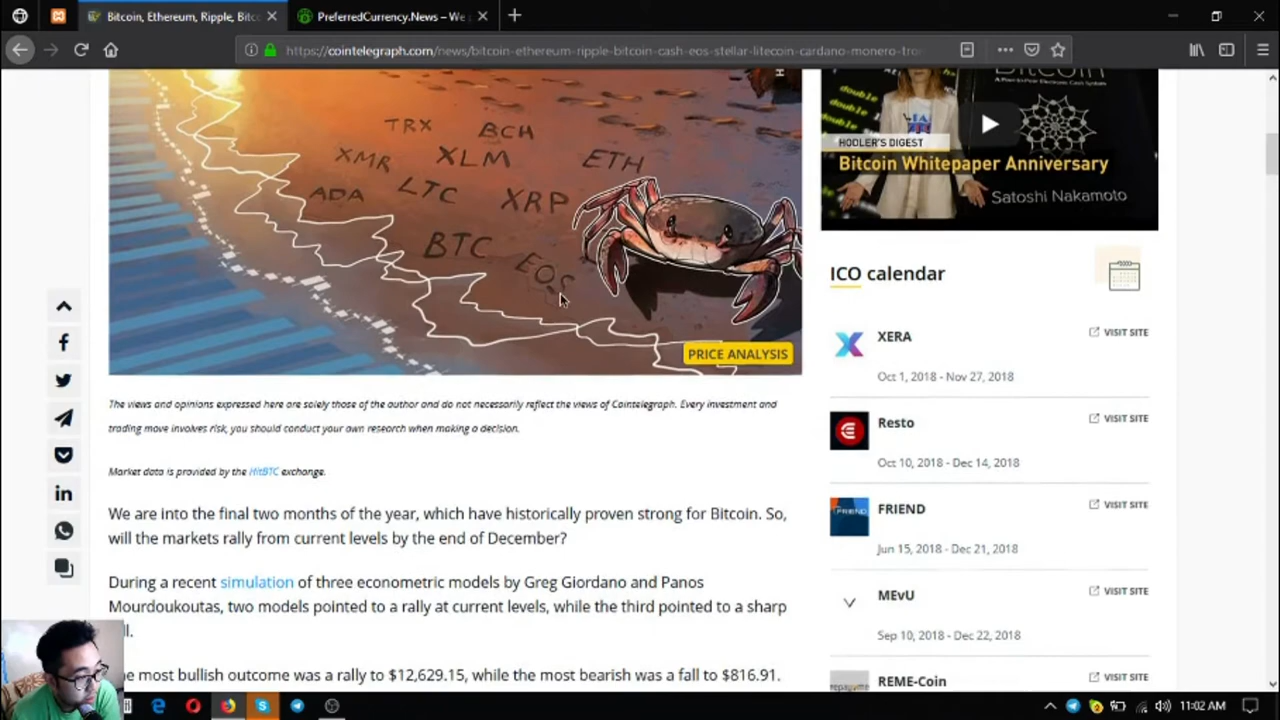 Bitcoin, Ethereum, Ripple, Bitc
PreferredCurrency.News – We
https://cointelegraph.com/news/bitcoin-ethereum-ripple-bitcoin-cash-eos-stellar-litecoin-cardano-monero-tro
TRX BCH
XMR XLM ETH
ADA LTC XRP
BTC EOS
PRICE ANALYSIS
The views and opinions expressed here are solely those of the author and do not necessarily reflect the views of Cointelegraph. Every investment and
trading move involves risk, you should conduct your own research when making a decision.
Market data is provided by the HitBTC exchange.
We are into the final two months of the year, which have historically proven strong for Bitcoin. So,
will the markets rally from current levels by the end of December?
During a recent simulation of three econometric models by Greg Giordano and Panos
Mourdoukoutas, two models pointed to a rally at current levels, while the third pointed to a sharp
most bullish outcome was a rally to $12,629.15, while the most bearish was a fall to $816.91.
Bitcoin
double
HODLER'S DIGEST
Bitcoin Whitepaper Anniversary
Satoshi Nakamoto
ICO calendar
XERA VISIT SITE
Oct 1, 2018 - Nov 27, 2018
Resto VISIT SITE
Oct 10, 2018 - Dec 14, 2018
FRIEND VISIT SITE
FRIEND
Jun 15, 2018 - Dec 21, 2018
MEvU VISIT SITE
Sep 10, 2018 - Dec 22, 2018
REME-Coin VISIT SITE
11:02 AM